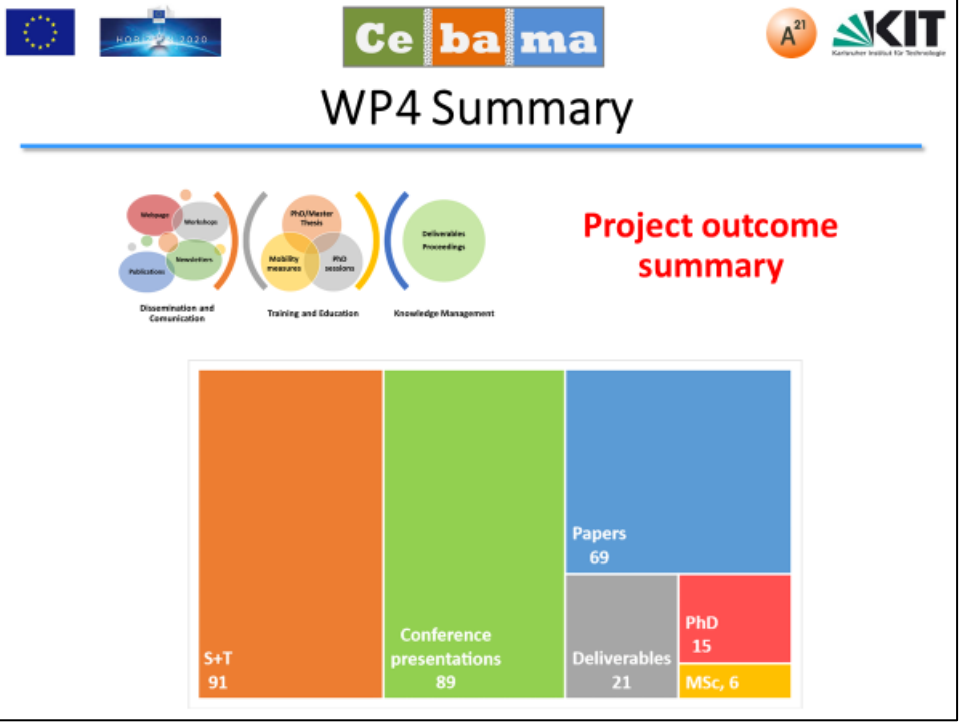 HORIZON 2020
Ce ba ma
A21
KIT
Karlsruher Institut für Technologie
WP4 Summary
Webpage
Workshops
Newsletters
Publications
Dissemination and
Comunication
PhD/Master
Thesis
Mobility
measures
PhD
sessions
Training and Education
Deliverables
Proceedings
Knowledge Management
Project outcome
summary
S+T
91
Conference
presentations
89
Papers
69
Deliverables
21
PhD
15
MSc, 6